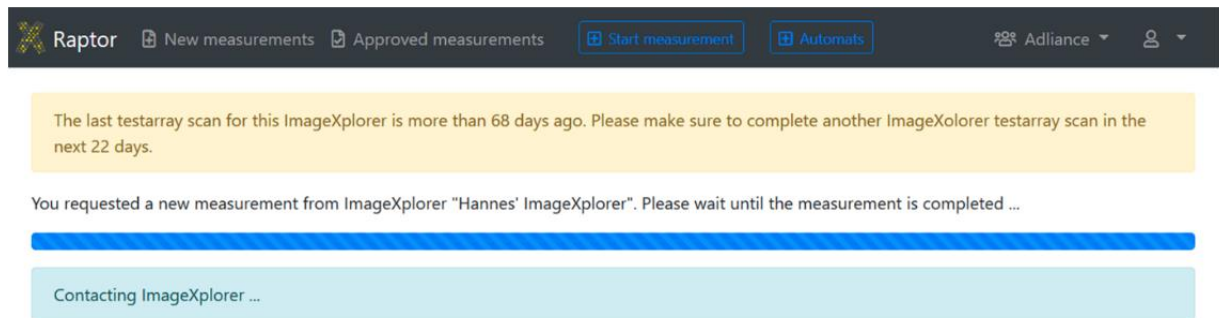 Raptor New measurements Approved measurements Start measurement Automats Adliance
The last testarray scan for this ImageXplorer is more than 68 days ago. Please make sure to complete another ImageXolorer testarray scan in the
next 22 days.
You requested a new measurement from ImageXplorer "Hannes' ImageXplorer". Please wait until the measurement is completed ...
Contacting ImageXplorer ...